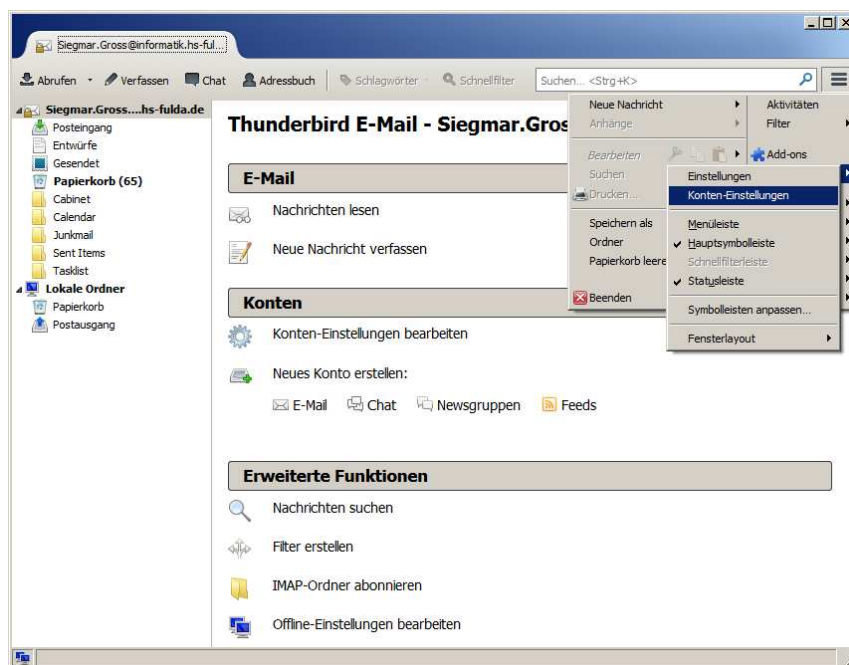 Siegmar.Gross@informatik.hs-ful...
Abrufen Verfassen Chat Adressbuch Schlagwörter Schnellfilter Suchen... <Strg+K>
Siegmar.Gross....hs-fulda.de
Posteingang
Entwürfe
Gesendet
Papierkorb (65)
Cabinet
Calendar
Junkmail
Sent Items
Tasklist
Lokale Ordner
Papierkorb
Postausgang
Thunderbird E-Mail - Siegmar.Gros
E-Mail
Nachrichten lesen
Neue Nachricht verfassen
Konten
Konten-Einstellungen bearbeiten
Neues Konto erstellen:
E-Mail Chat Newsgruppen Feeds
Erweiterte Funktionen
Nachrichten suchen
Filter erstellen
IMAP-Ordner abonnieren
Offline-Einstellungen bearbeiten
Neue Nachricht
Anhänge
Bearbeiten
Suchen
Drucken...
Speichern als
Ordner
Papierkorb leere
Beenden
Aktivitäten
Filter
Add-ons
Einstellungen
Konten-Einstellungen
Menüleiste
Hauptsymbolleiste
Schnellfilterleiste
Statusleiste
Symbolleisten anpassen...
Fensterlayout